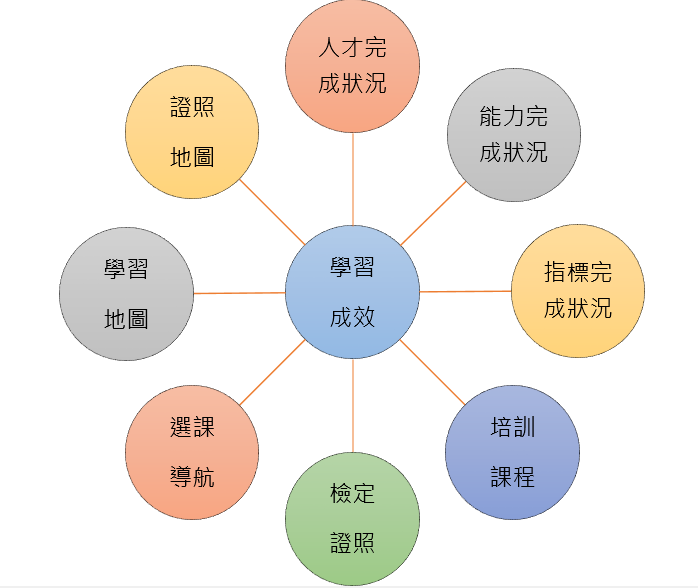 人才完
成狀況
能力完
成狀況
指標完
成狀況
培訓
課程
檢定
證照
選課
導航
學習
地圖
證照
地圖
學習
成效